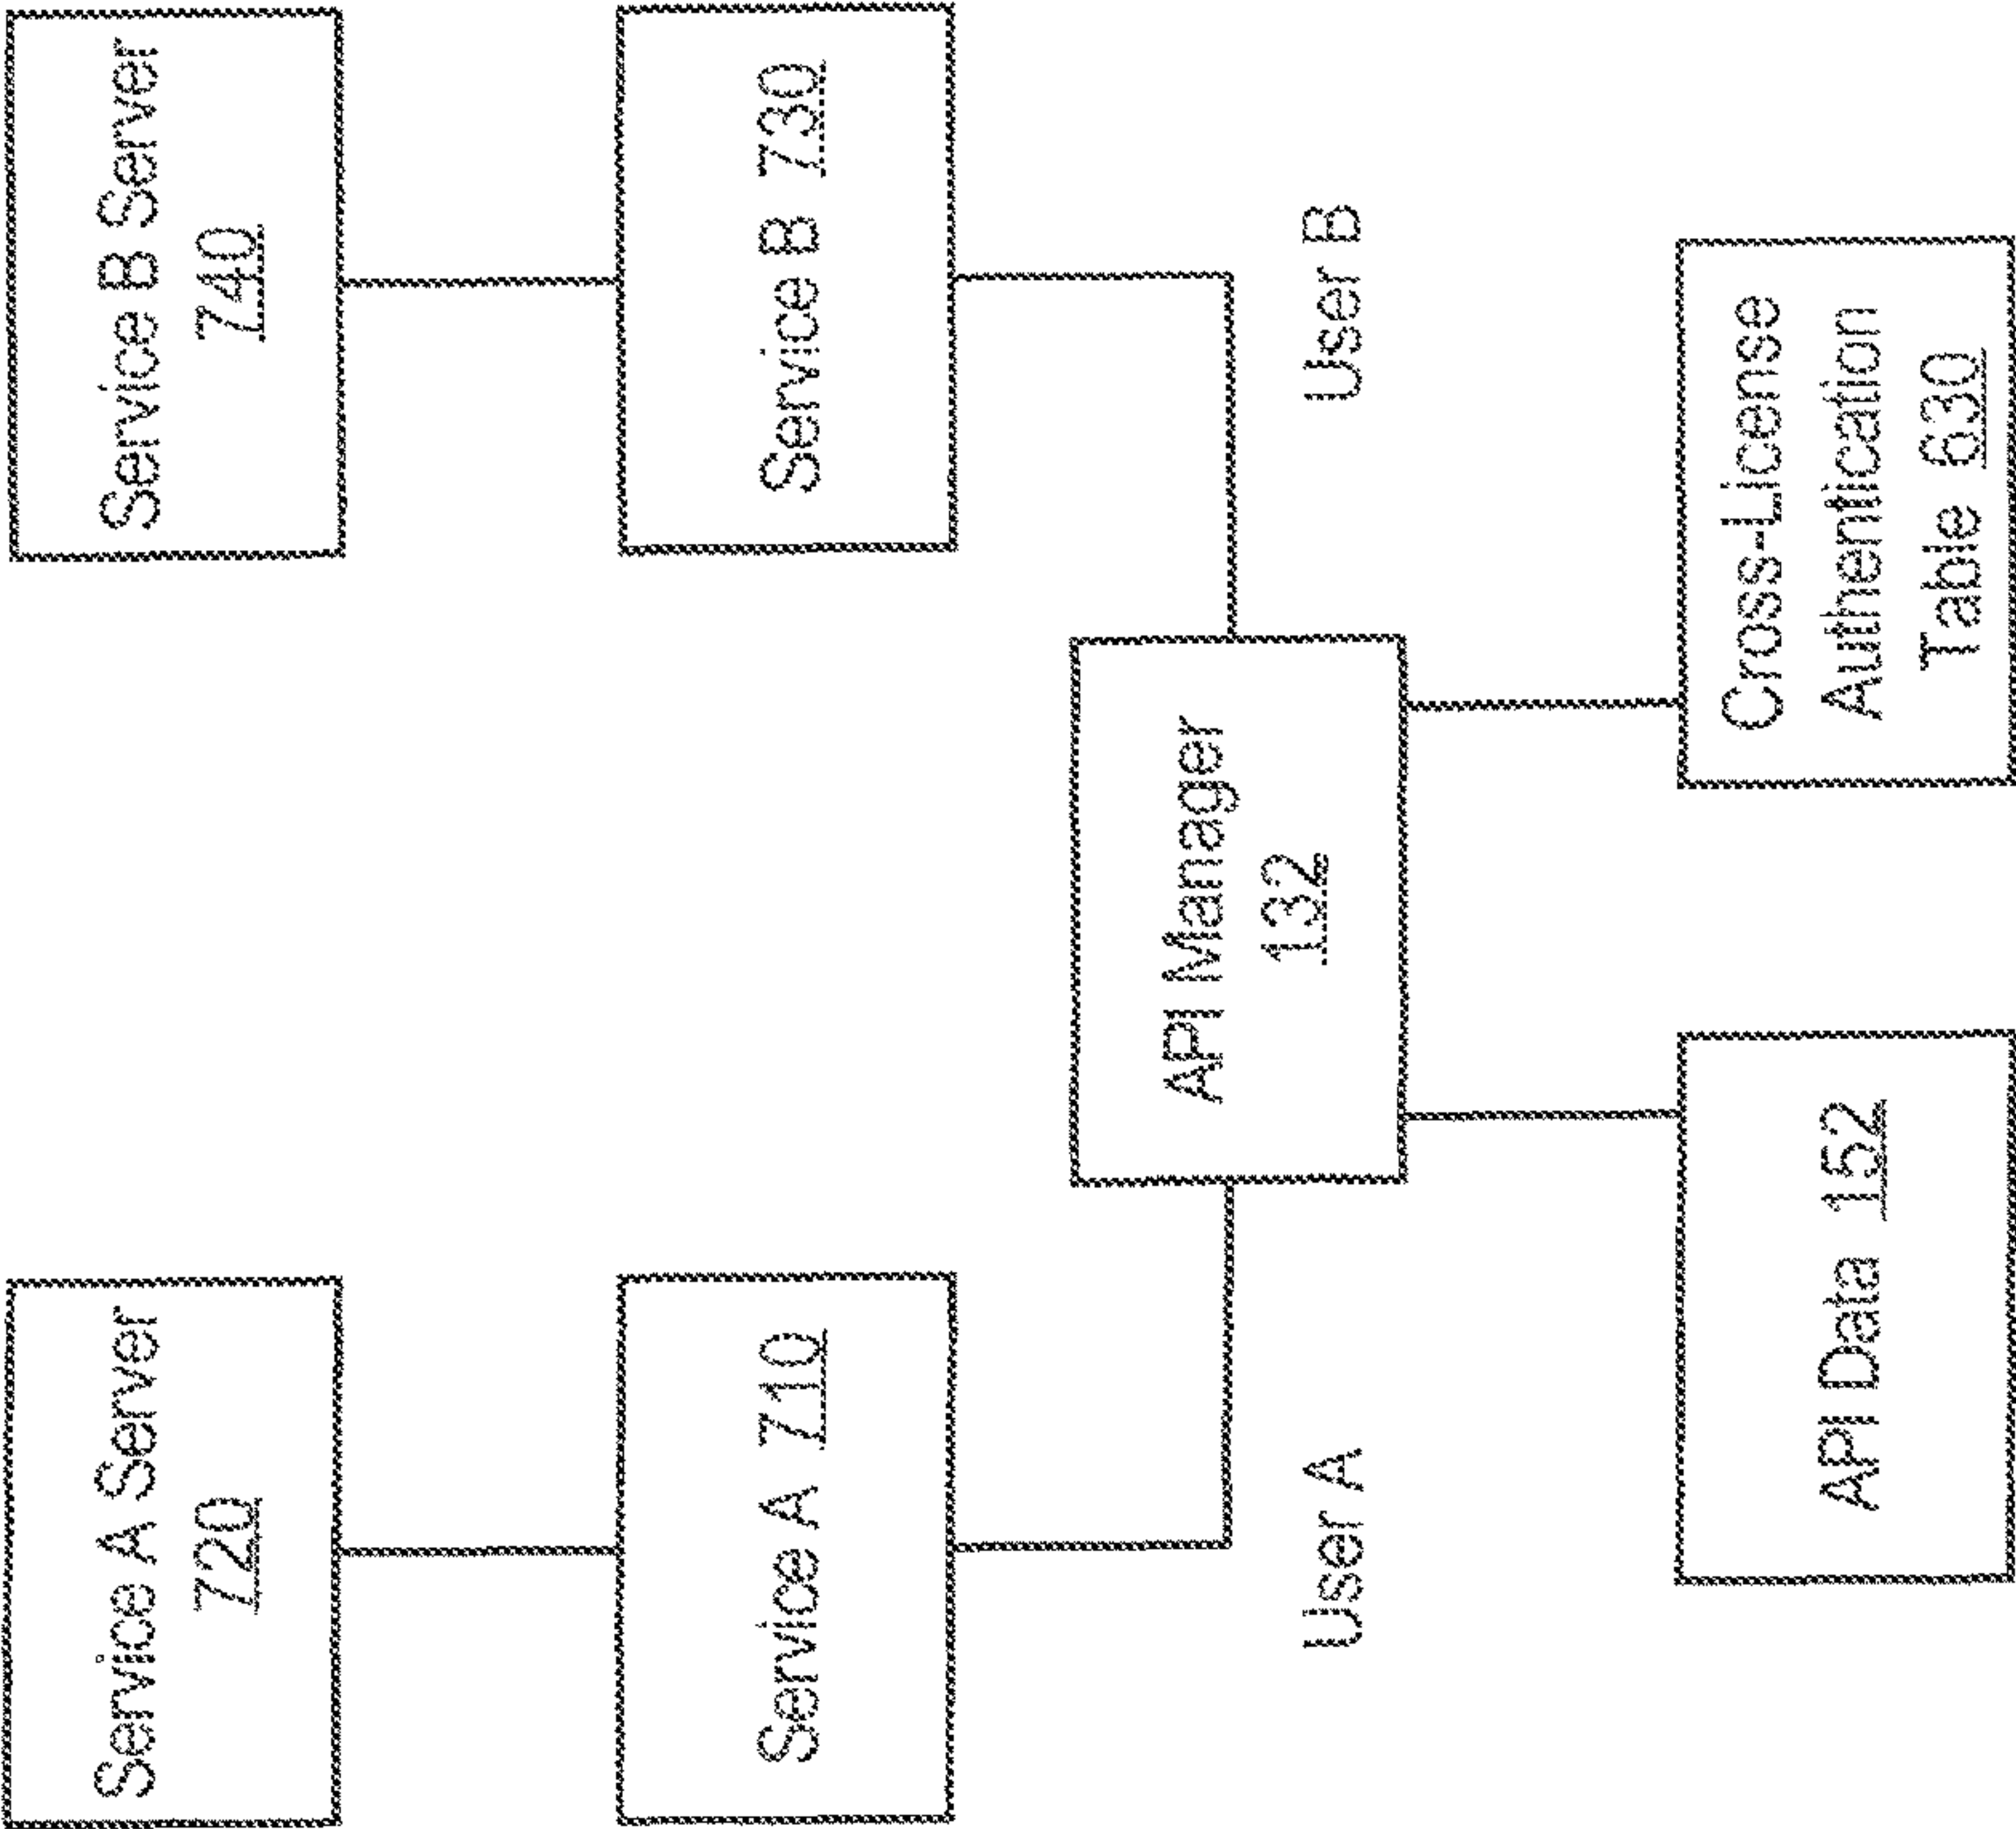 Service A Server
720
Service B Server
740
Service A 710
Service B 730
API Manager
132
User A
User B
API Data 152
Cross-License
Authentication
Table 630